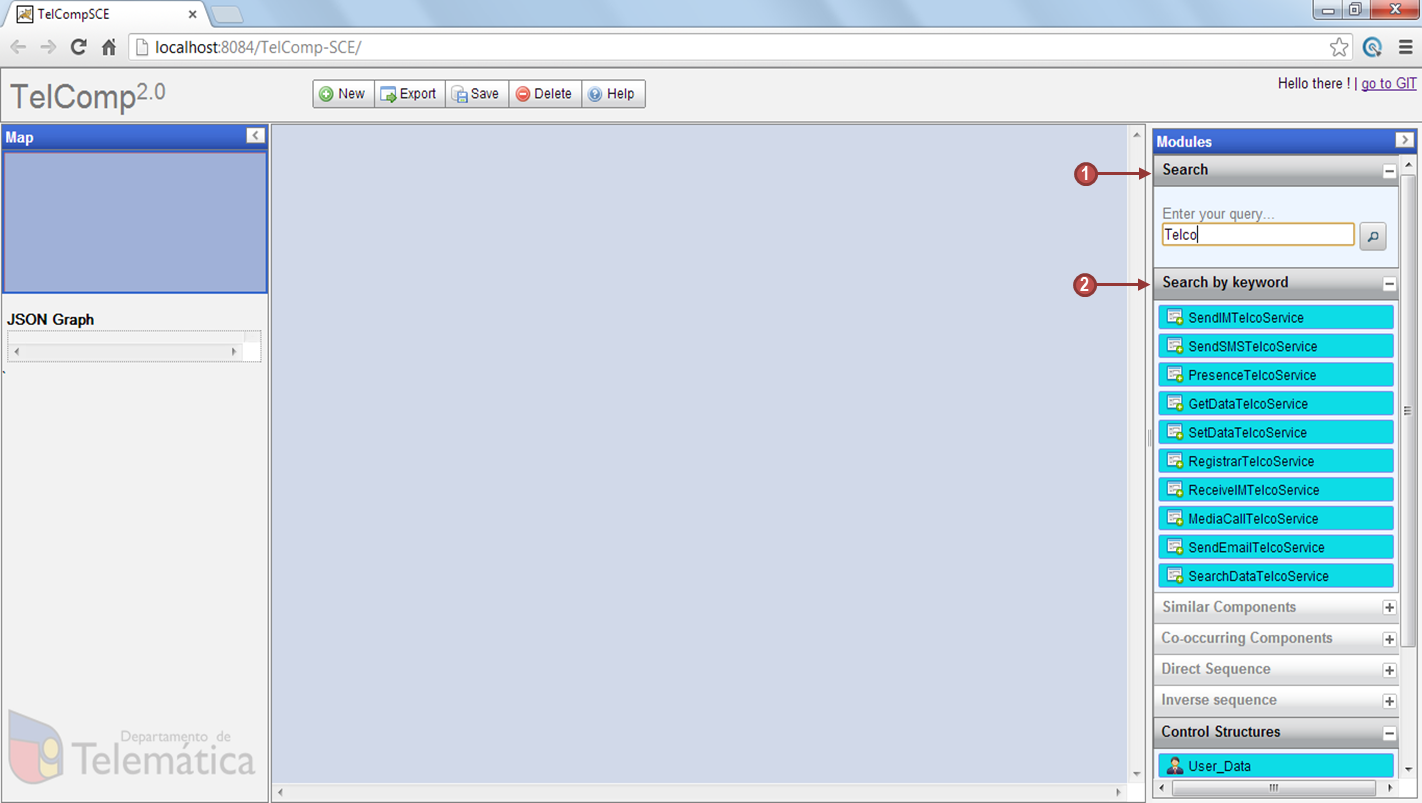 TelCompSCE
localhost:8084/TelComp-SCE/
TelComp2.0
New
Export
Save
Delete
Help
Hello there ! | go to GIT
Map
JSON Graph
Departamento de
Telemática
Modules
1
Search
Enter your query...
Telco
2
Search by keyword
SendIMTelcoService
SendSMSTelcoService
PresenceTelcoService
GetDataTelcoService
SetDataTelcoService
RegistrarTelcoService
ReceiveIMTelcoService
MediaCallTelcoService
SendEmailTelcoService
SearchDataTelcoService
Similar Components
Co-occurring Components
Direct Sequence
Inverse sequence
Control Structures
User_Data